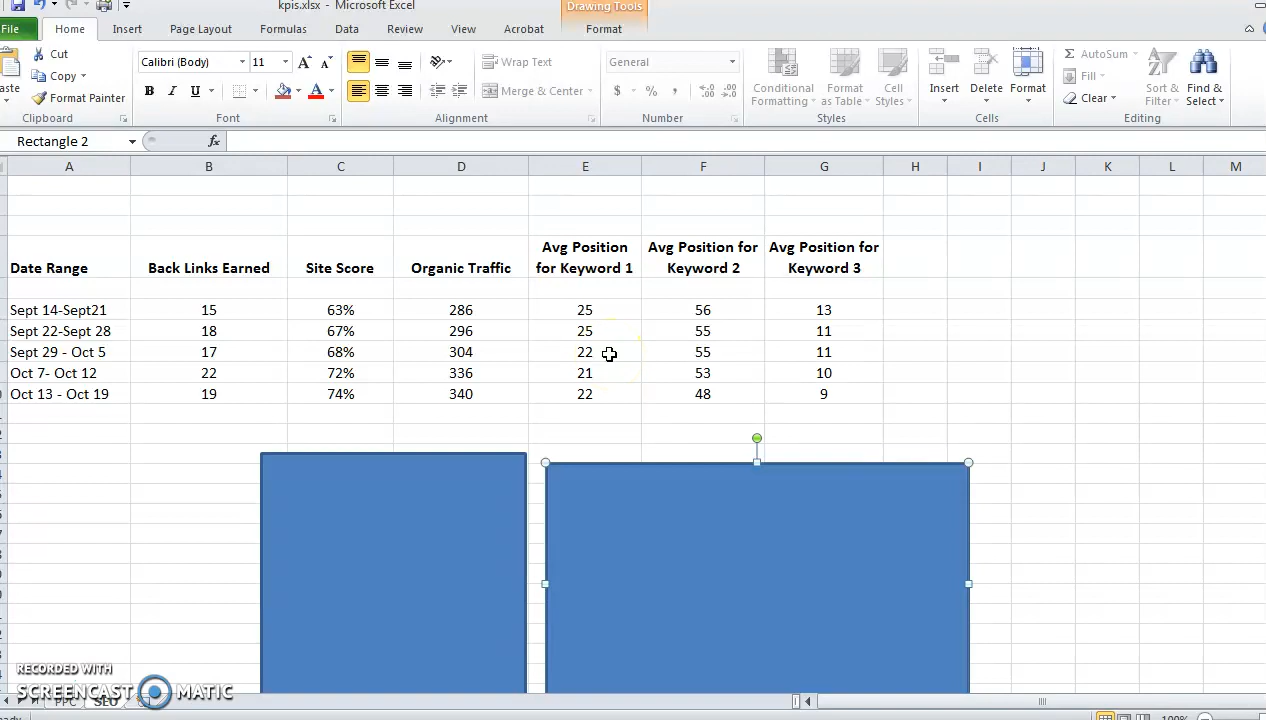 kpis.xlsx - Microsoft Excel
Drawing Tools
File Home Insert Page Layout Formulas Data Review View Acrobat Format
Cut
Copy
Format Painter
Clipboard
Calibri (Body) 11
B I U
Font
Wrap Text
Merge & Center
Alignment
General
$ % , .00
Number
Conditional Formatting
Format as Table
Cell Styles
Styles
Insert Delete Format
Cells
AutoSum
Fill
Clear
Sort & Filter
Find & Select
Editing
Rectangle 2 fx
A B C D E F G H I J K L M
Date Range Back Links Earned Site Score Organic Traffic Avg Position for Keyword 1 Avg Position for Keyword 2 Avg Position for Keyword 3
Sept 14-Sept21 15 63% 286 25 56 13
Sept 22-Sept 28 18 67% 296 25 55 11
Sept 29 - Oct 5 17 68% 304 22 55 11
Oct 7- Oct 12 22 72% 336 21 53 10
Oct 13 - Oct 19 19 74% 340 22 48 9
RECORDED WITH
SCREENCAST MATIC
PPC SEO
100%